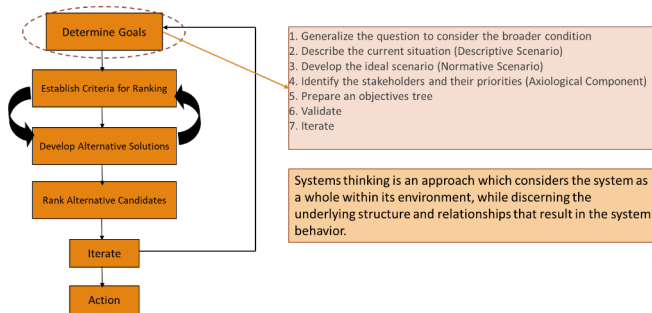 Determine Goals
Establish Criteria for Ranking
Develop Alternative Solutions
Rank Alternative Candidates
Iterate
Action
1. Generalize the question to consider the broader condition
2. Describe the current situation (Descriptive Scenario)
3. Develop the ideal scenario (Normative Scenario)
4. Identify the stakeholders and their priorities (Axiological Component)
5. Prepare an objectives tree
6. Validate
7. Iterate
Systems thinking is an approach which considers the system as
a whole within its environment, while discerning the
underlying structure and relationships that result in the system
behavior.